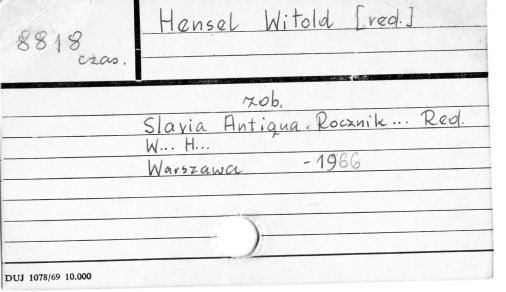 8818
czas.
Hensel Witold [red.]
zob.
Slavia Antiqua. Rocznik... Red.
W... H...
Warszawa -1966
DUJ 1078/69 10.000